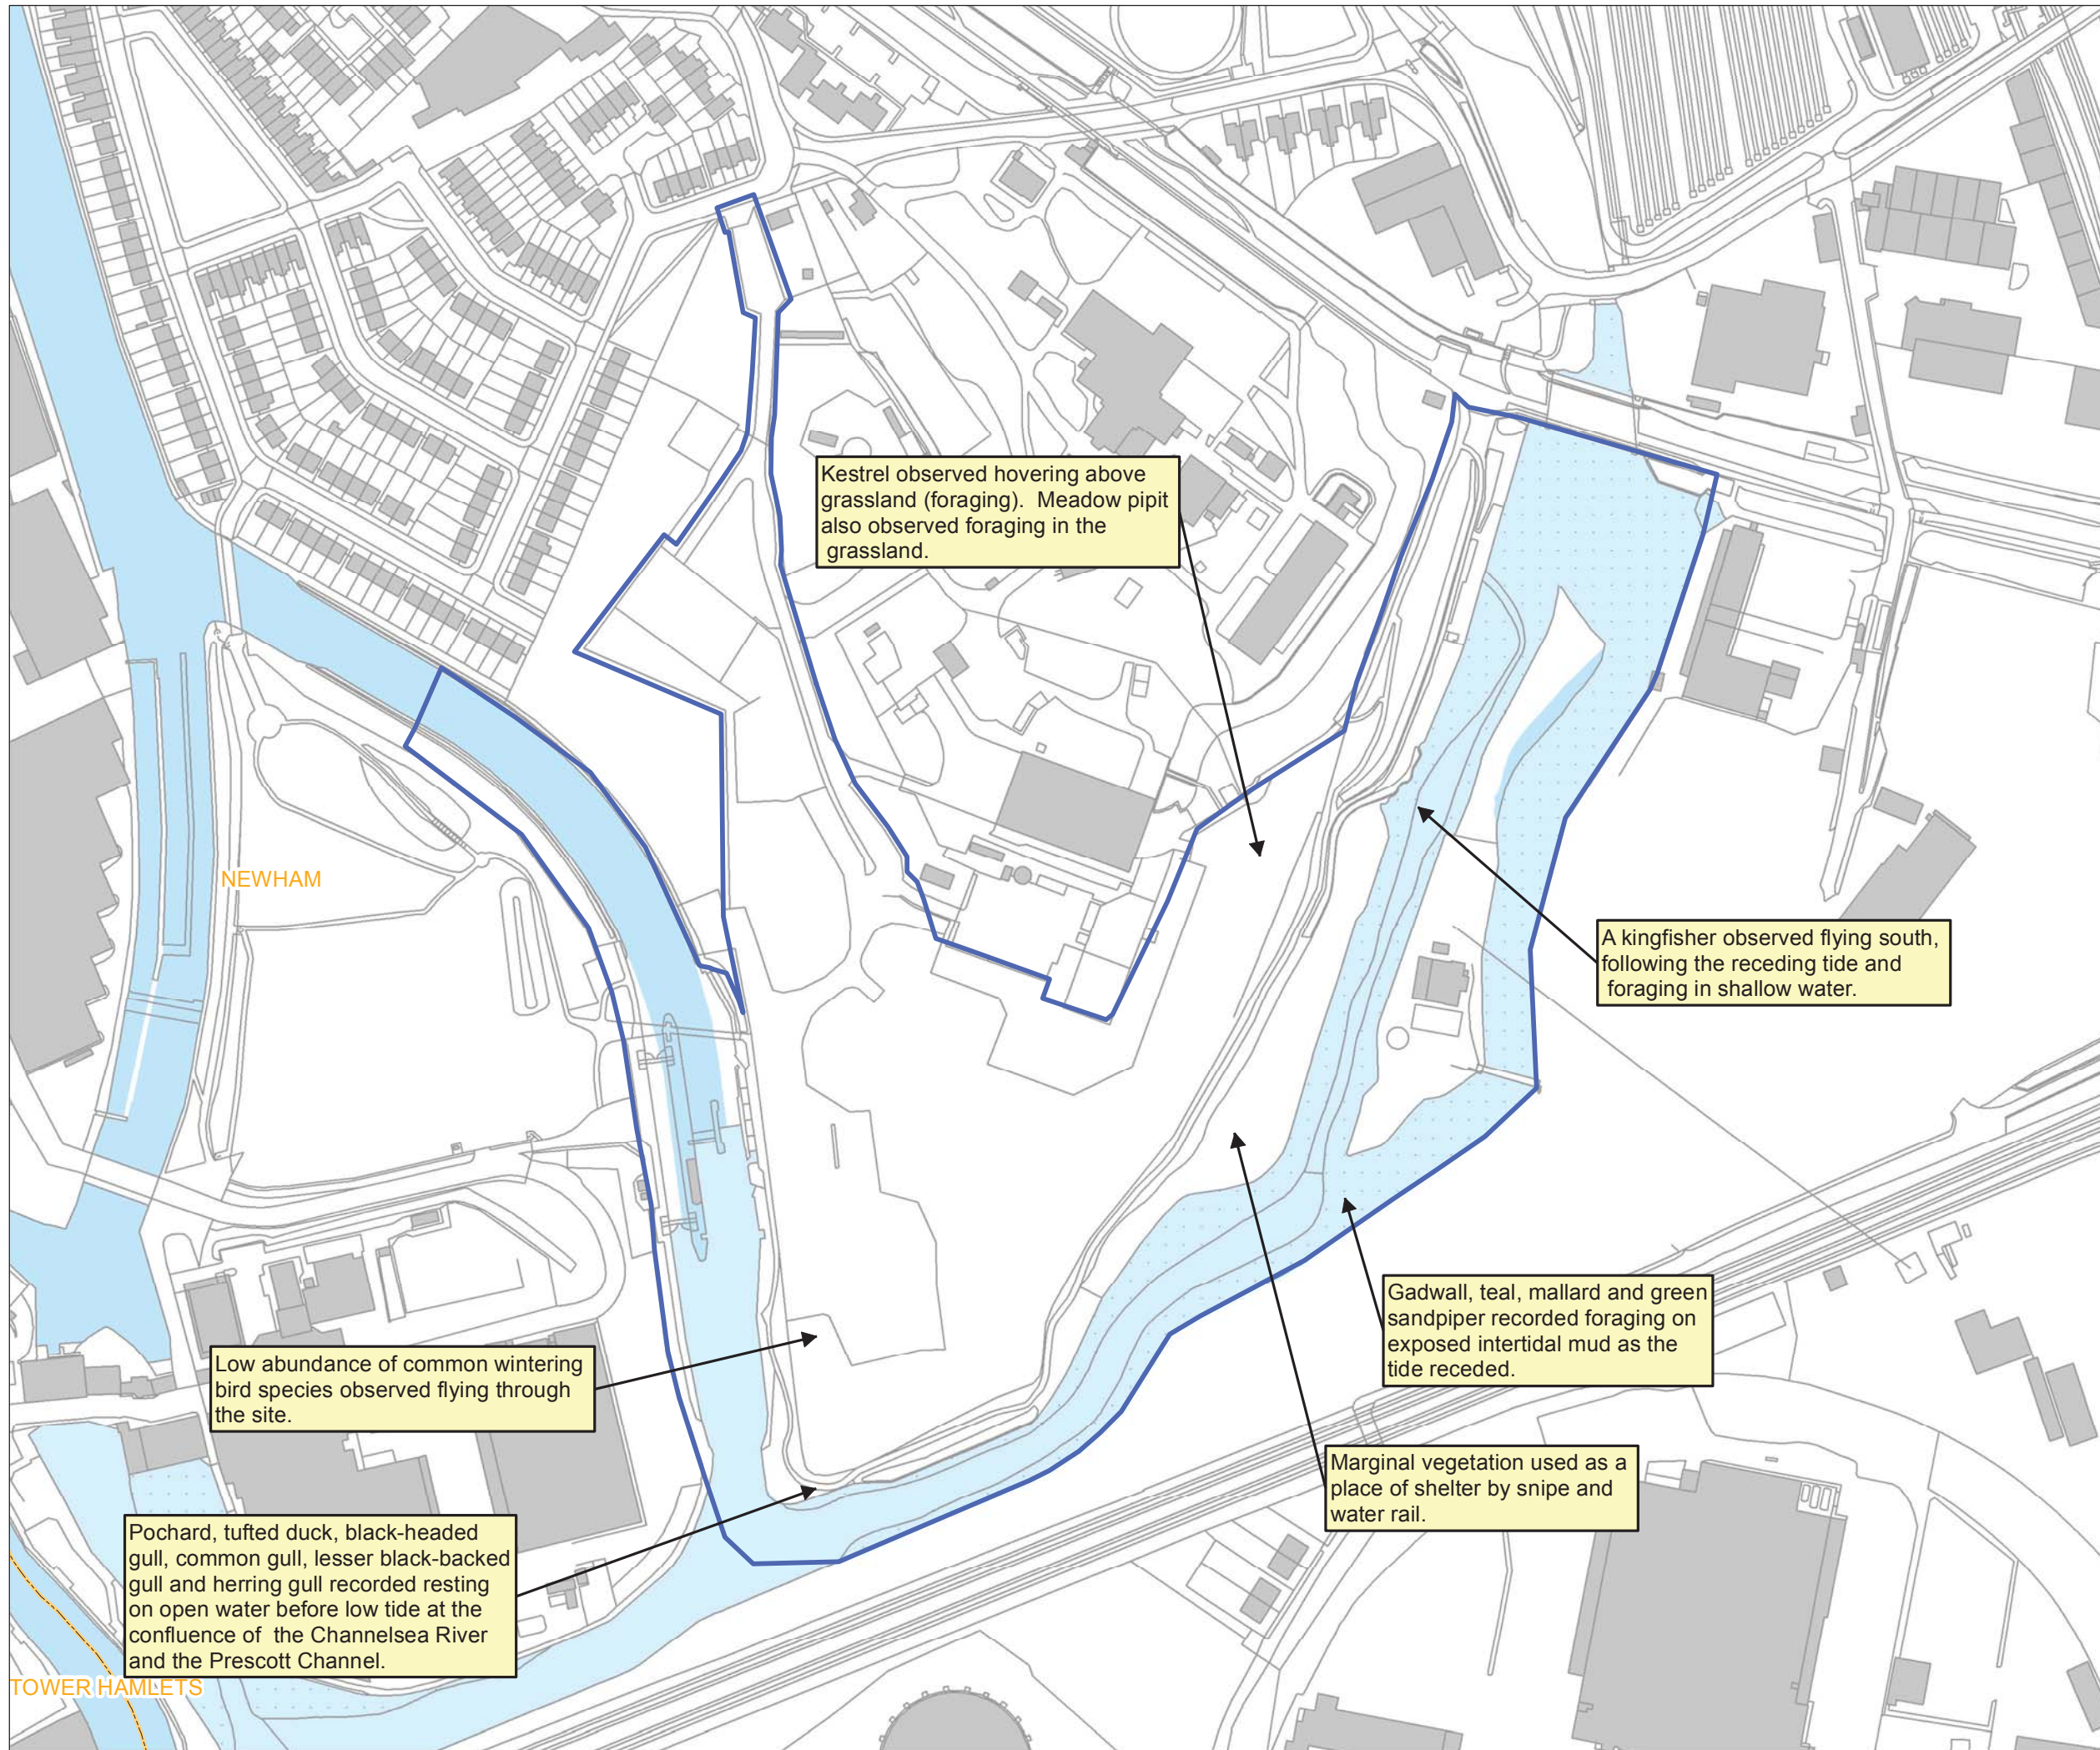 Kestrel observed hovering above
grassland (foraging).  Meadow pipit
also observed foraging in the
grassland.
NEWHAM
A kingfisher observed flying south,
following the receding tide and
foraging in shallow water.
Gadwall, teal, mallard and green
sandpiper recorded foraging on
exposed intertidal mud as the
tide receded.
Low abundance of common wintering
bird species observed flying through
the site.
Marginal vegetation used as a
place of shelter by snipe and
water rail.
Pochard, tufted duck, black-headed
gull, common gull, lesser black-backed
gull and herring gull recorded resting
on open water before low tide at the
confluence of  the Channelsea River
and the Prescott Channel.
TOWER HAMLETS